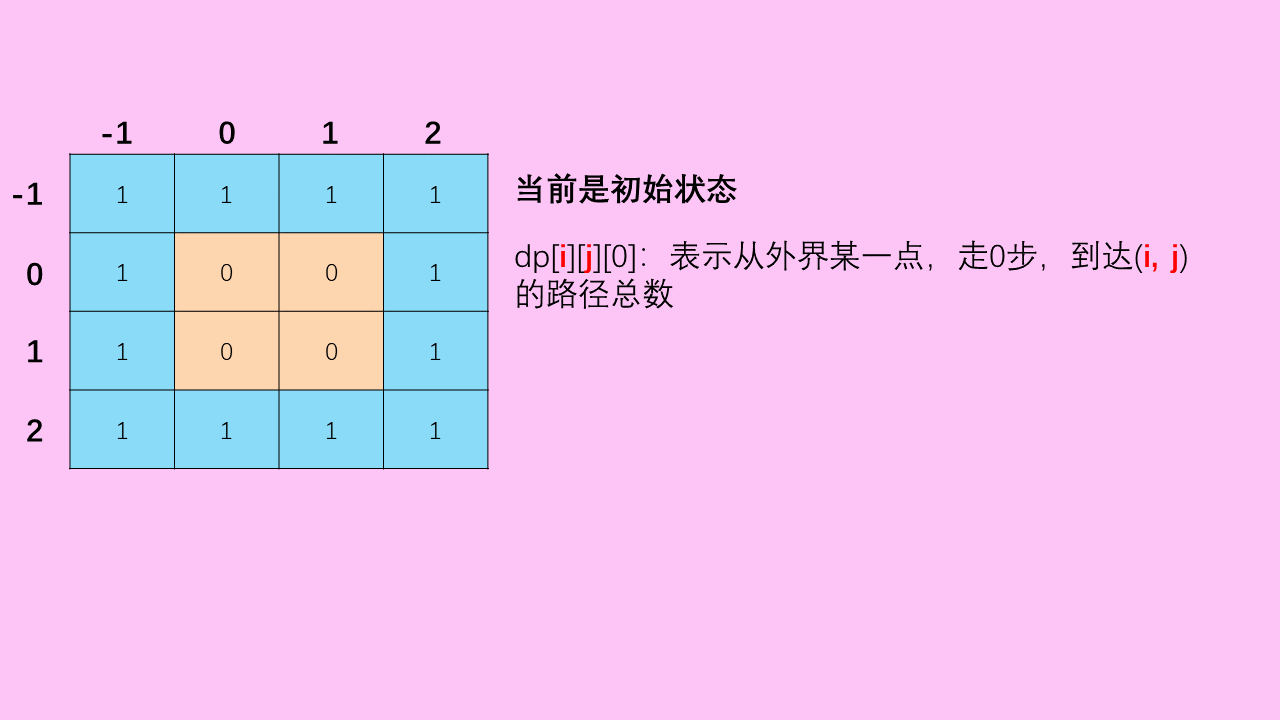 -1 0 1 2
-1 1 1 1 1
0 1 0 0 1
1 1 0 0 1
2 1 1 1 1
当前是初始状态
dp[i][j][0]：表示从外界某一点，走0步，到达(i, j)
的路径总数